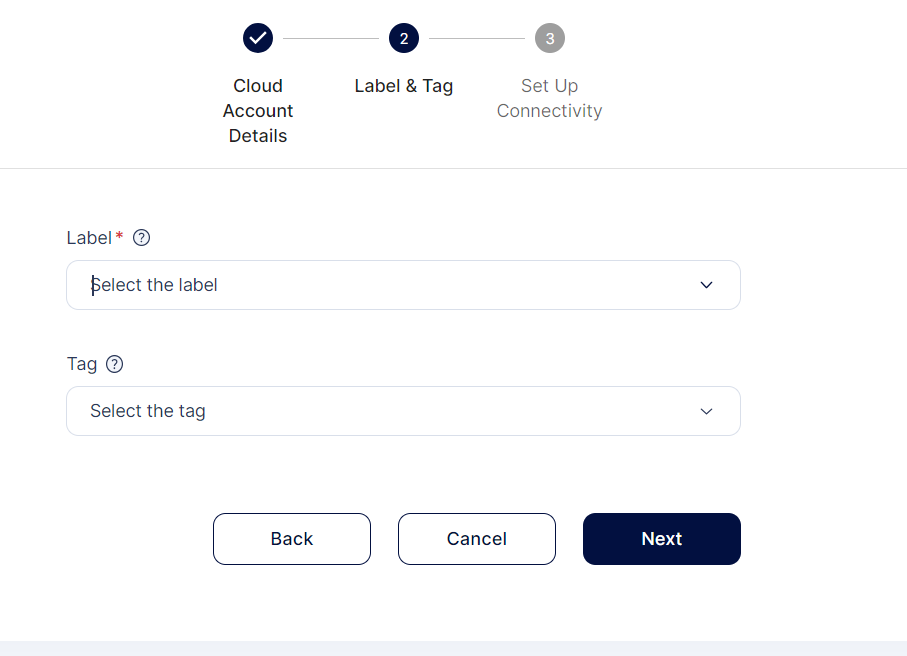 2
3
Cloud
Account
Details
Label & Tag
Set Up
Connectivity
Label* ?
Select the label
Tag ?
Select the tag
Back
Cancel
Next